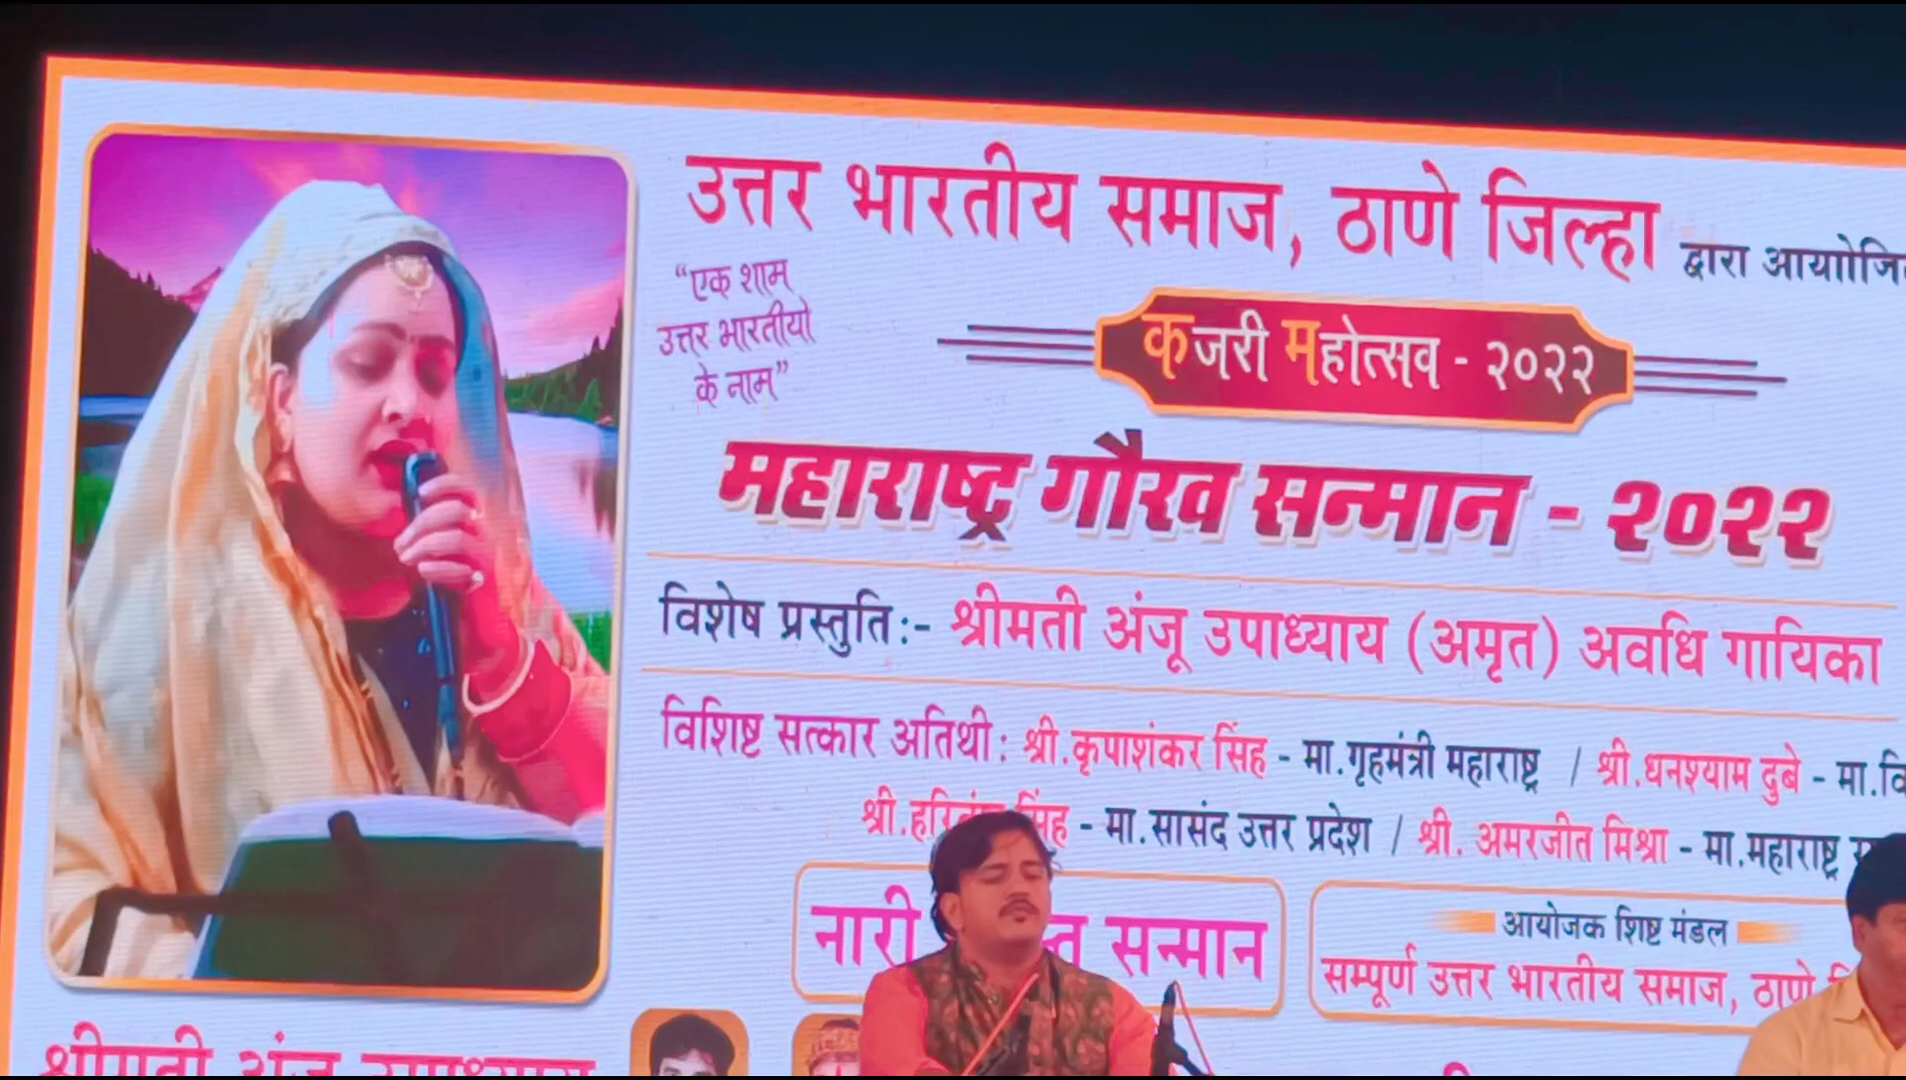 उत्तर भारतीय समाज, ठाणे जिल्हा द्वारा
"एक शाम
उत्तर भारतीयो
के नाम"
कजरी महोत्सव - २०२२
महाराष्ट्र गौरव सन्मान - २०२२
विशेष प्रस्तुति:- श्रीमती अंजू उपाध्याय (अमृत) अवधि गायिका
विशिष्ट सत्कार अतिथी: श्री.कृपाशंकर सिंह - मा.गृहमंत्री महाराष्ट्र / श्री.धनश्याम दुबे - मा.
श्री. - मा.सासंद उत्तर प्रदेश / श्री. अमरजीत मिश्रा - मा.महाराष्ट्र
नारी सन्मान
आयोजक शिष्ट मंडल
सम्पूर्ण उत्तर भारतीय समाज, ठाणे
श्रीमती अंजू उपाध्याय